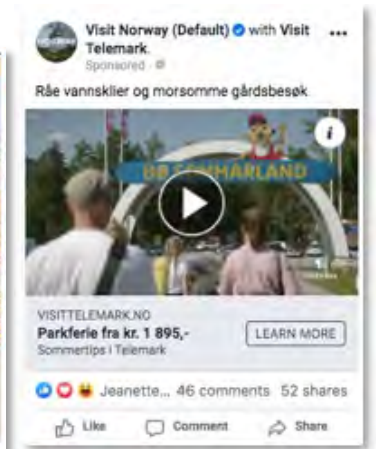 Visit Norway (Default) with Visit
Telemark.
Sponsored ·
Råe vannsklier og morsomme gårdsbesøk
BØ SOMMARLAND
VISITTELEMARK.NO
Parkferie fra kr. 1 895,-
Sommertips i Telemark
LEARN MORE
Jeanette... 46 comments 52 shares
Like Comment Share